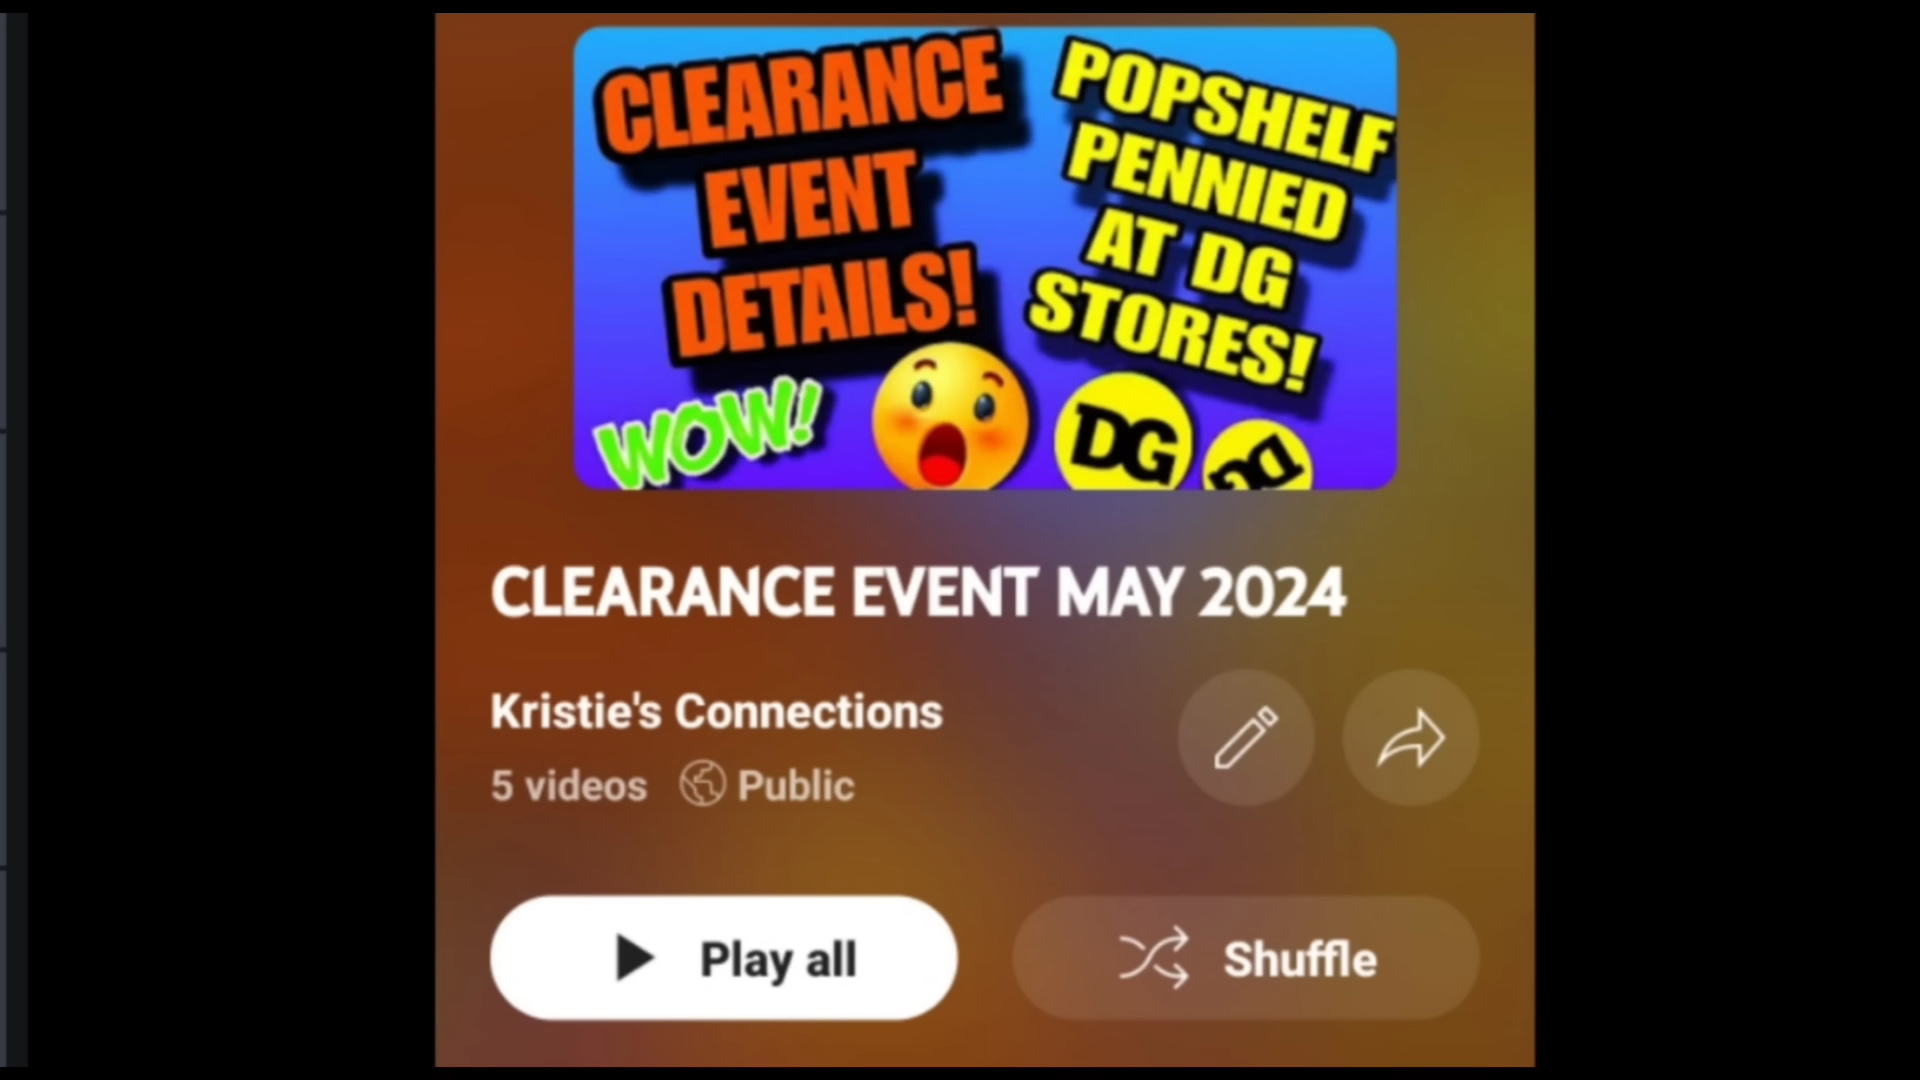 CLEARANCE
EVENT
DETAILS!
WOW!
POPSHELF
PENNIED
AT DG
STORES!
DG
DG
CLEARANCE EVENT MAY 2024
Kristie's Connections
5 videos Public
Play all
Shuffle